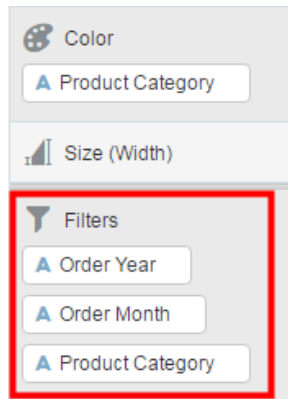 Color
A Product Category
Size (Width)
Filters
A Order Year
A Order Month
A Product Category